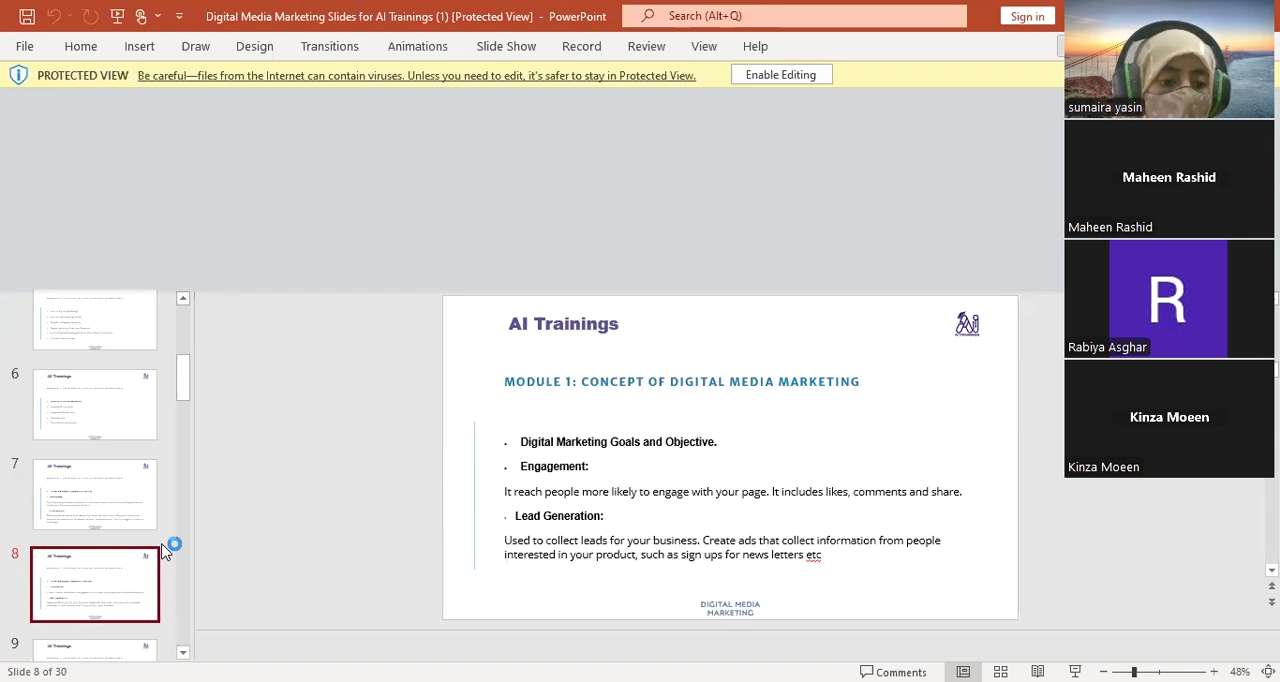 Digital Media Marketing Slides for AI Trainings (1) [Protected View] - PowerPoint
Search (Alt+Q)
Sign in
File Home Insert Draw Design Transitions Animations Slide Show Record Review View Help
PROTECTED VIEW Be careful—files from the Internet can contain viruses. Unless you need to edit, it's safer to stay in Protected View. Enable Editing
sumaira yasin
Maheen Rashid
Maheen Rashid
R
Rabiya Asghar
Kinza Moeen
Kinza Moeen
6
7
8
9
AI Trainings
MODULE 1: CONCEPT OF DIGITAL MEDIA MARKETING
• Digital Marketing Goals and Objective.
• Engagement:
It reach people more likely to engage with your page. It includes likes, comments and share.
• Lead Generation:
Used to collect leads for your business. Create ads that collect information from people
interested in your product, such as sign ups for news letters etc
DIGITAL MEDIA
MARKETING
Slide 8 of 30
Comments
48%